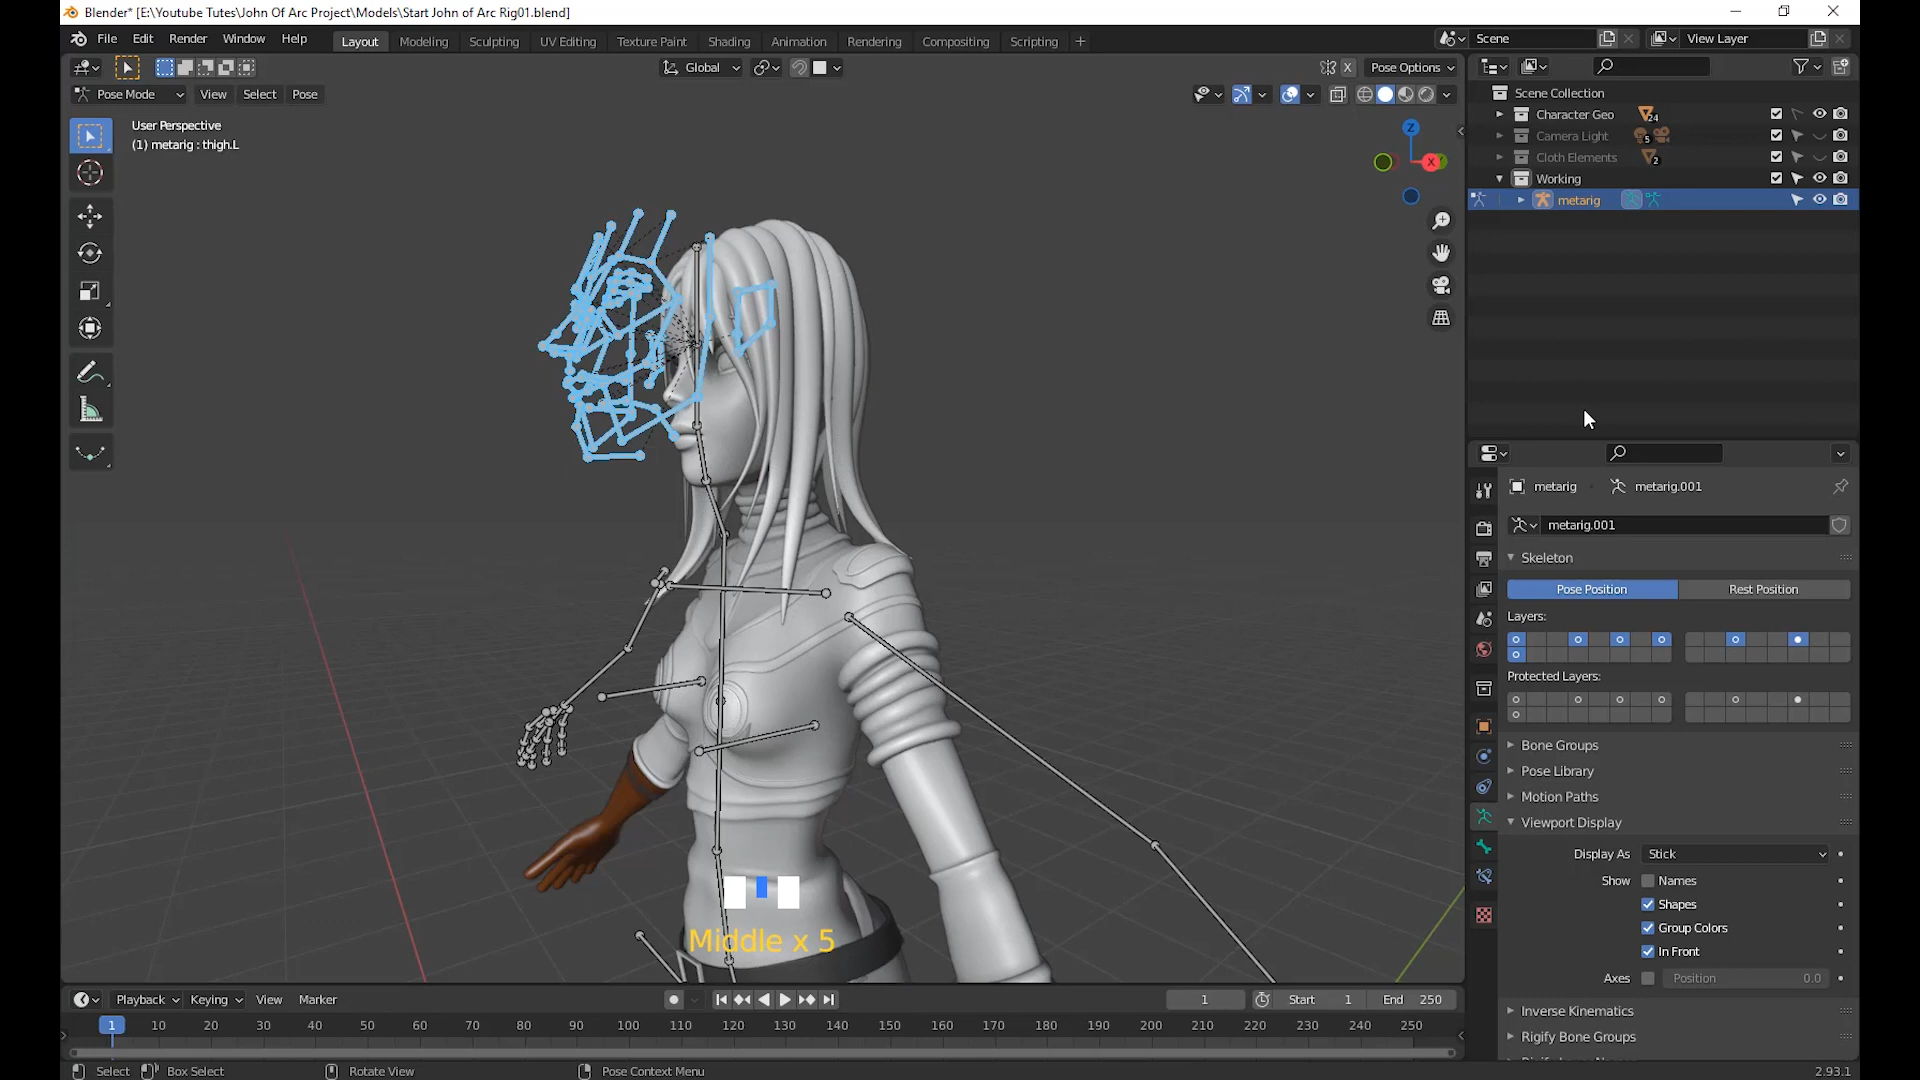 Blender* [E:\Youtube Tutes\John Of Arc Project\Models\Start John of Arc Rig01.blend]
File Edit Render Window Help Layout Modeling Sculpting UV Editing Texture Paint Shading Animation Rendering Compositing Scripting + Scene View Layer
Global X Pose Options
Pose Mode View Select Pose
User Perspective
(1) metarig : thigh.L
Z
X
Scene Collection
Character Geo 24
Camera Light 5
Cloth Elements 2
Working
metarig
metarig metarig.001
metarig.001
Skeleton
Pose Position Rest Position
Layers:
Protected Layers:
Bone Groups
Pose Library
Motion Paths
Viewport Display
Display As Stick
Show Names
Shapes
Group Colors
In Front
Axes Position 0.0
Inverse Kinematics
Rigify Bone Groups
Middle x 5
Playback Keying View Marker 1 Start 1 End 250
1 10 20 30 40 50 60 70 80 90 100 110 120 130 140 150 160 170 180 190 200 210 220 230 240 250
Select Box Select Rotate View Pose Context Menu 2.93.1